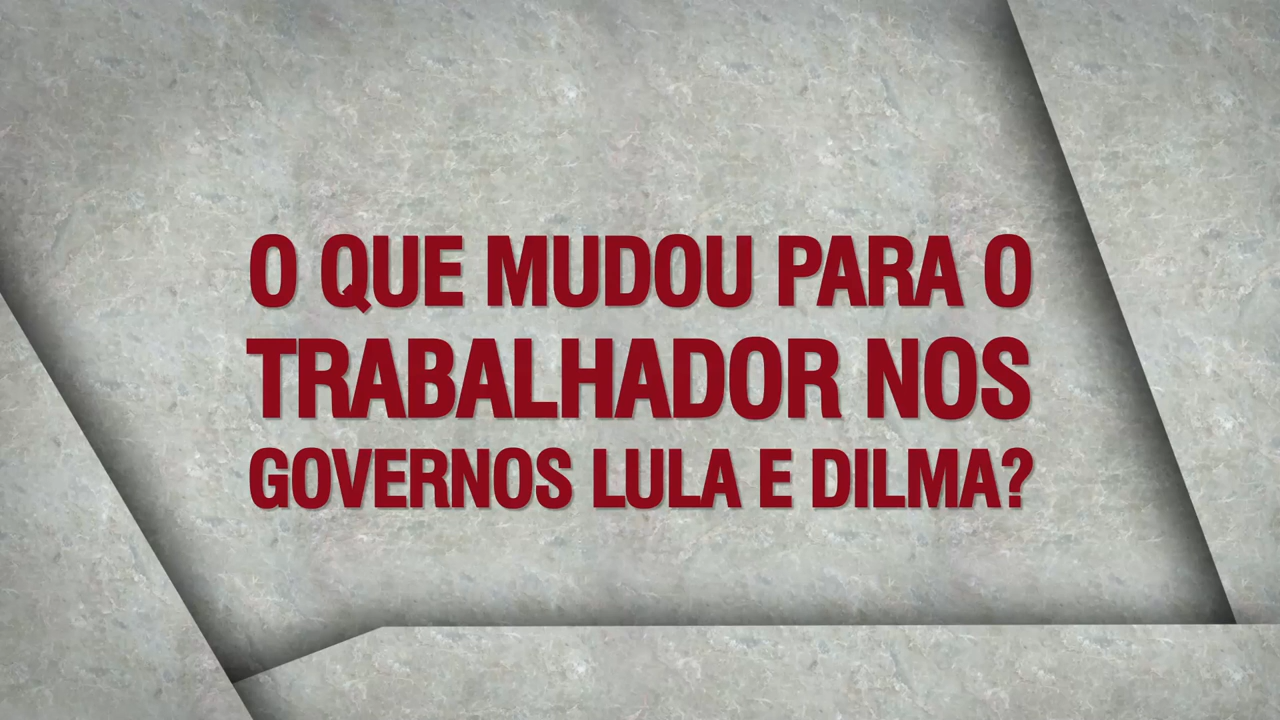 O QUE MUDOU PARA O
TRABALHADOR NOS
GOVERNOS LULA E DILMA?